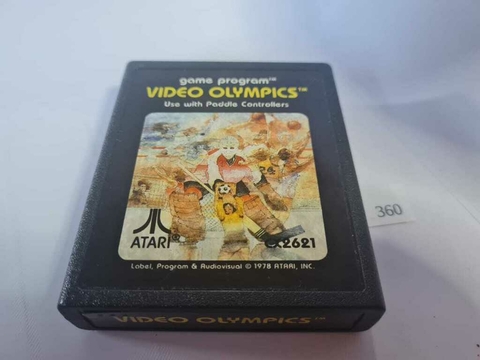 game program™
VIDEO OLYMPICS™
Use with Paddle Controllers
ATARI®
CX2621
Label, Program & Audiovisual © 1978 ATARI, INC.
VIDEO OLYMPICS
360